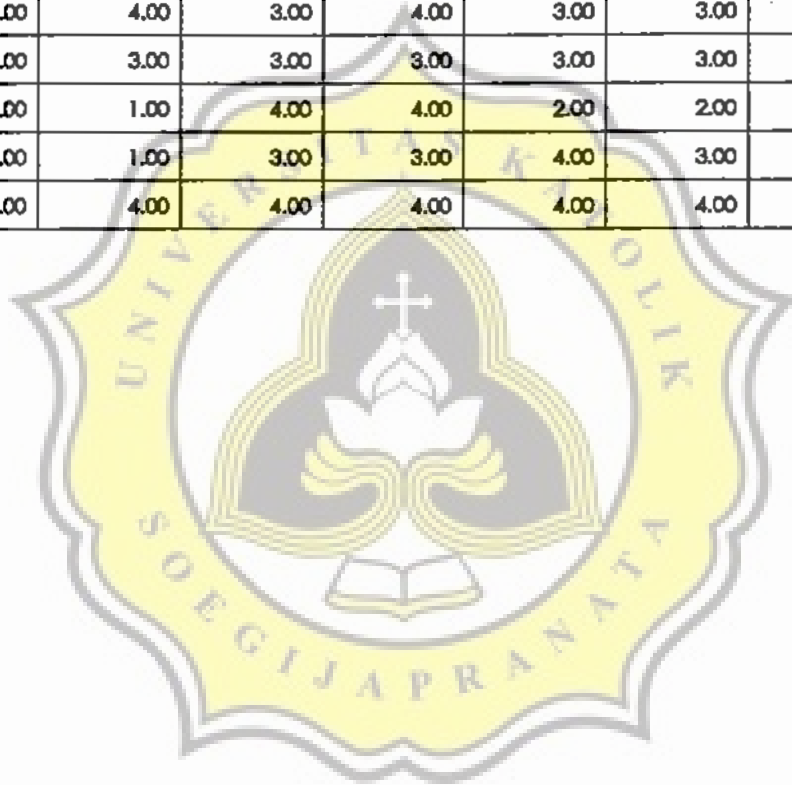 .00 4.00 3.00 4.00 3.00 3.00
.00 3.00 3.00 3.00 3.00 3.00
.00 1.00 4.00 4.00 2.00 2.00
.00 1.00 3.00 3.00 4.00 3.00
.00 4.00 4.00 4.00 4.00 4.00
UNIVERSITAS KATOLIK
SOEGIJAPRANATA